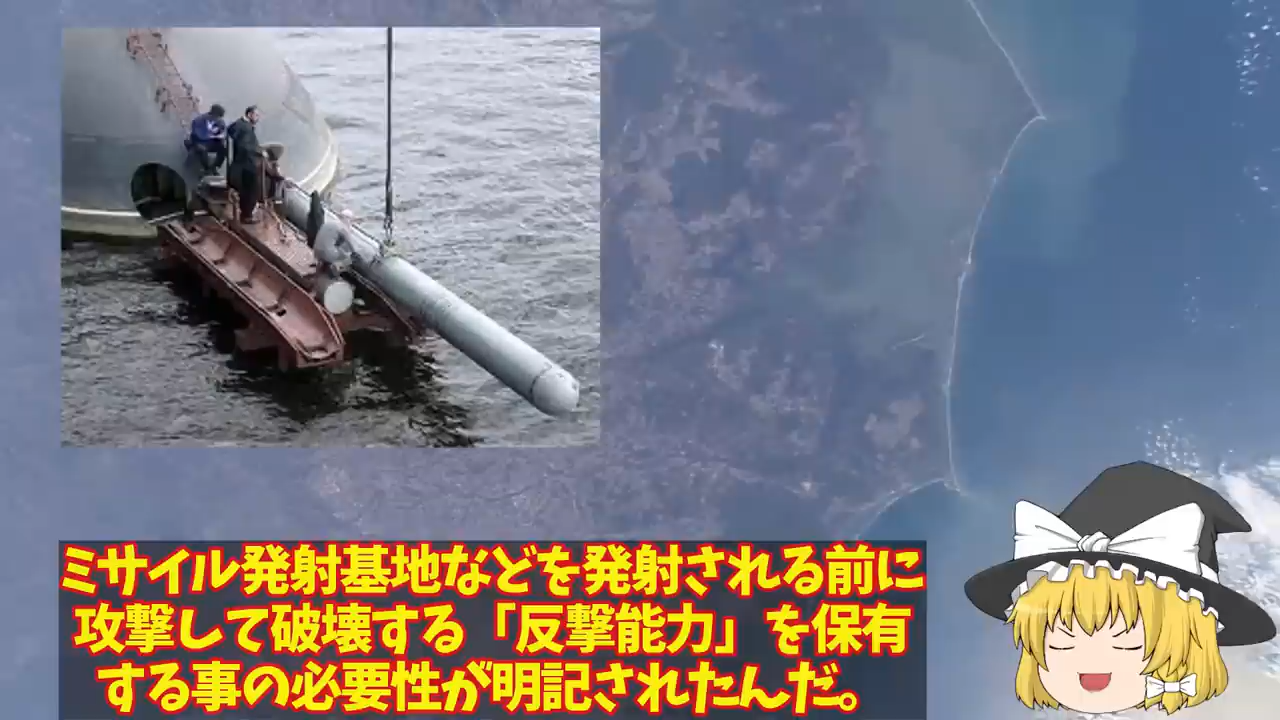 ミサイル発射基地などを発射される前に
攻撃して破壊する「反撃能力」を保有
する事の必要性が明記されたんだ。